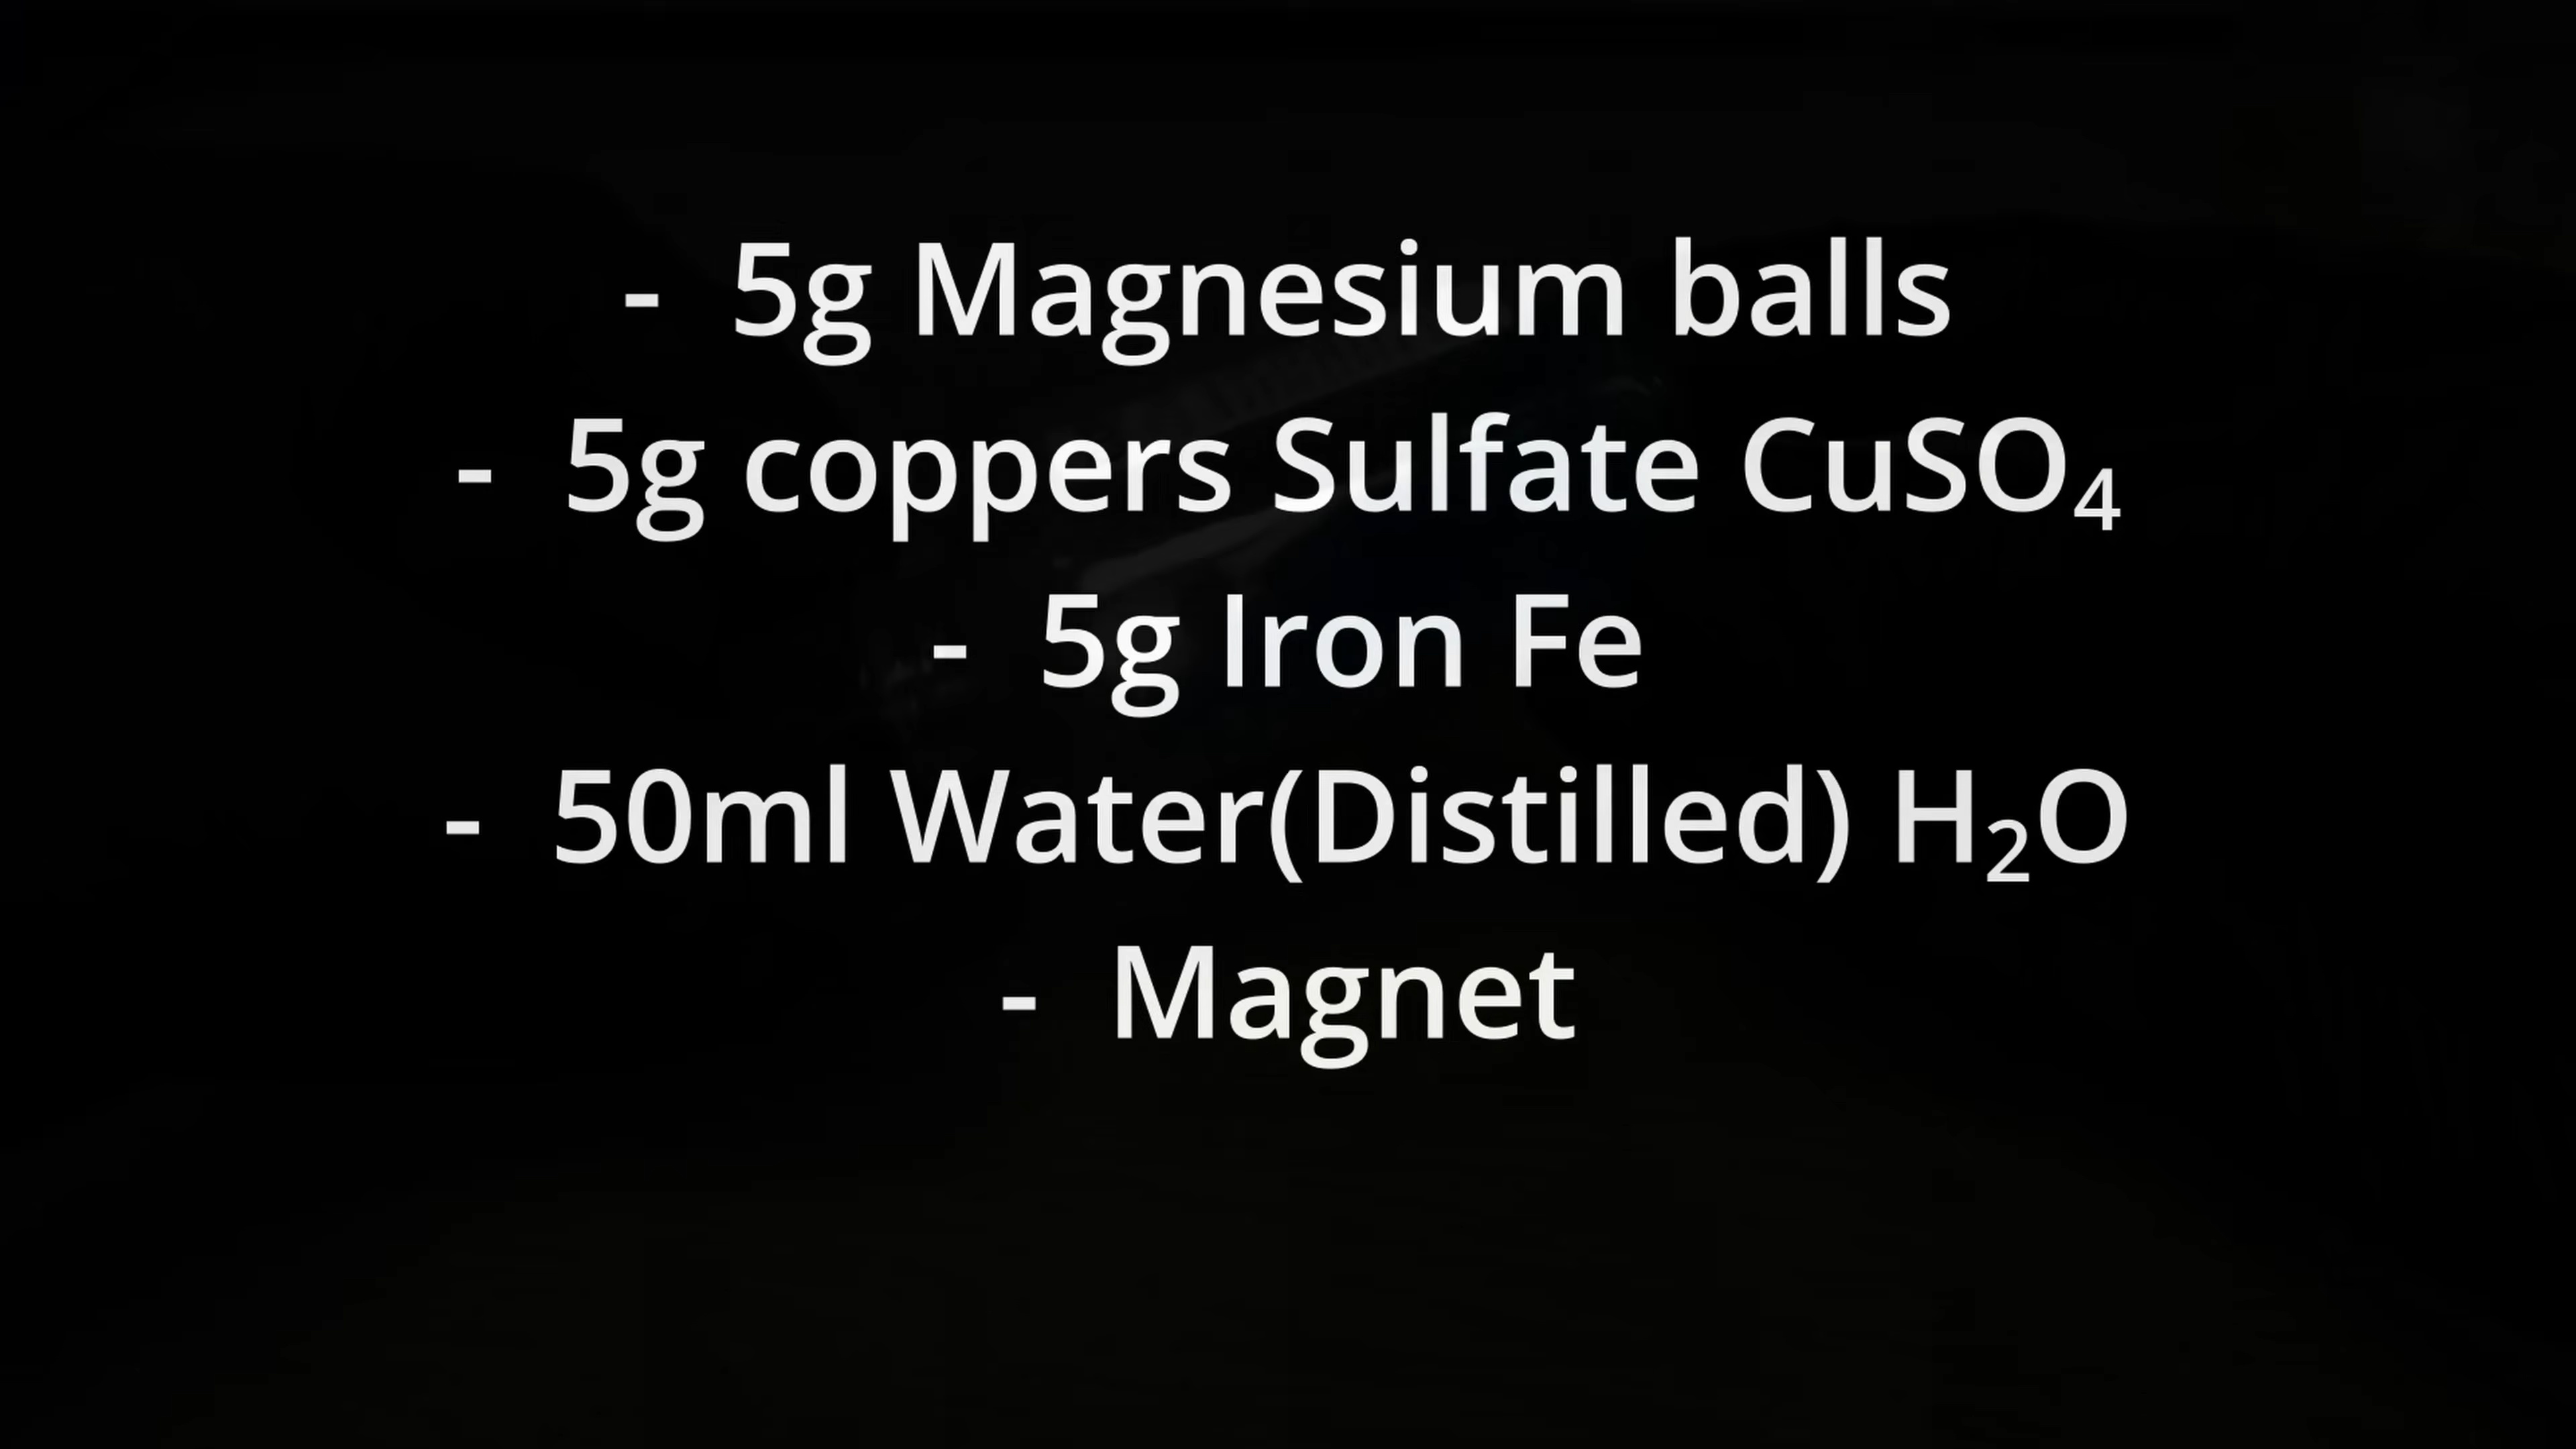 - 5g Magnesium balls
- 5g coppers Sulfate CuSO₄
- 5g Iron Fe
- 50ml Water(Distilled) H₂O
- Magnet